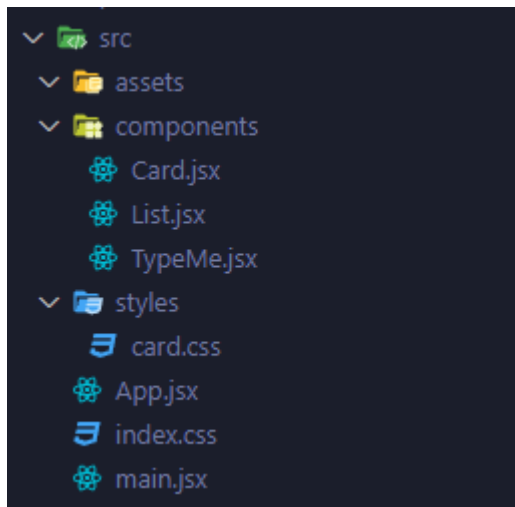 src
assets
components
Card.jsx
List.jsx
TypeMe.jsx
styles
card.css
App.jsx
index.css
main.jsx